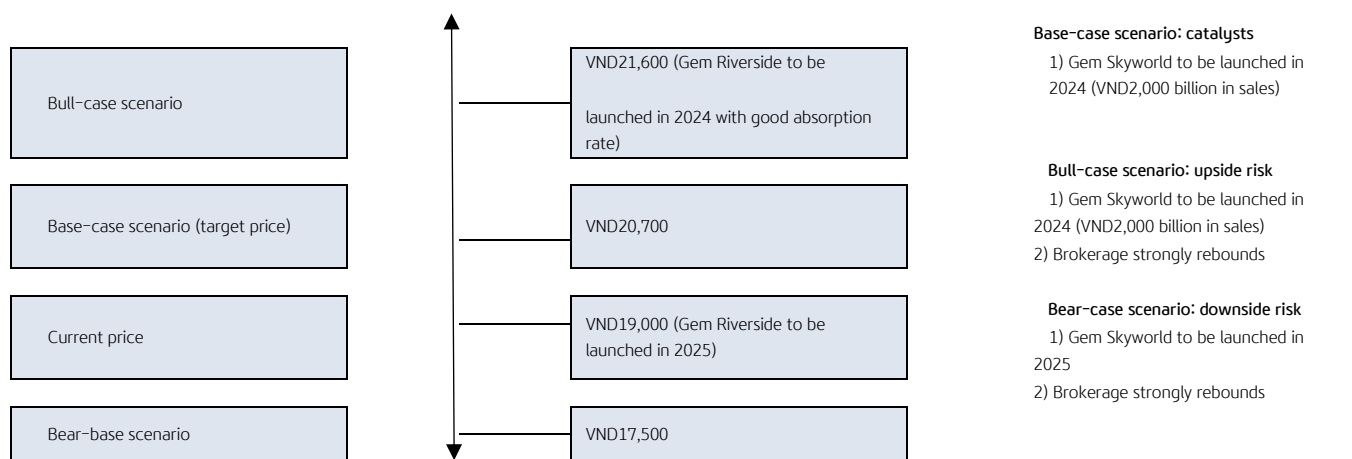 Bull-case scenario
VND21,600 (Gem Riverside to be
launched in 2024 with good absorption
rate)
Base-case scenario (target price)
VND20,700
Current price
VND19,000 (Gem Riverside to be
launched in 2025)
Bear-base scenario
VND17,500
Base-case scenario: catalysts
1) Gem Skyworld to be launched in
2024 (VND2,000 billion in sales)
Bull-case scenario: upside risk
1) Gem Skyworld to be launched in
2024 (VND2,000 billion in sales)
2) Brokerage strongly rebounds
Bear-case scenario: downside risk
1) Gem Skyworld to be launched in
2025
2) Brokerage strongly rebounds